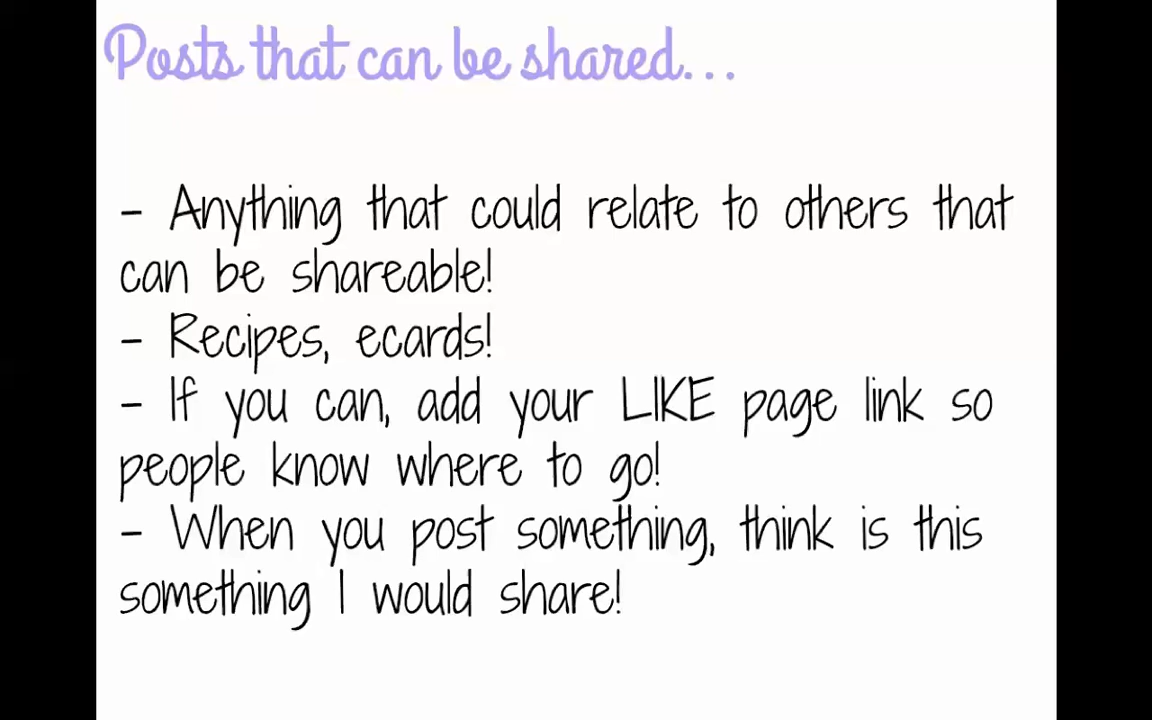 Posts that can be shared...
- Anything that could relate to others that
can be shareable!
- Recipes, ecards!
- If you can, add your LIKE page link so
people know where to go!
- When you post something, think is this
something I would share!